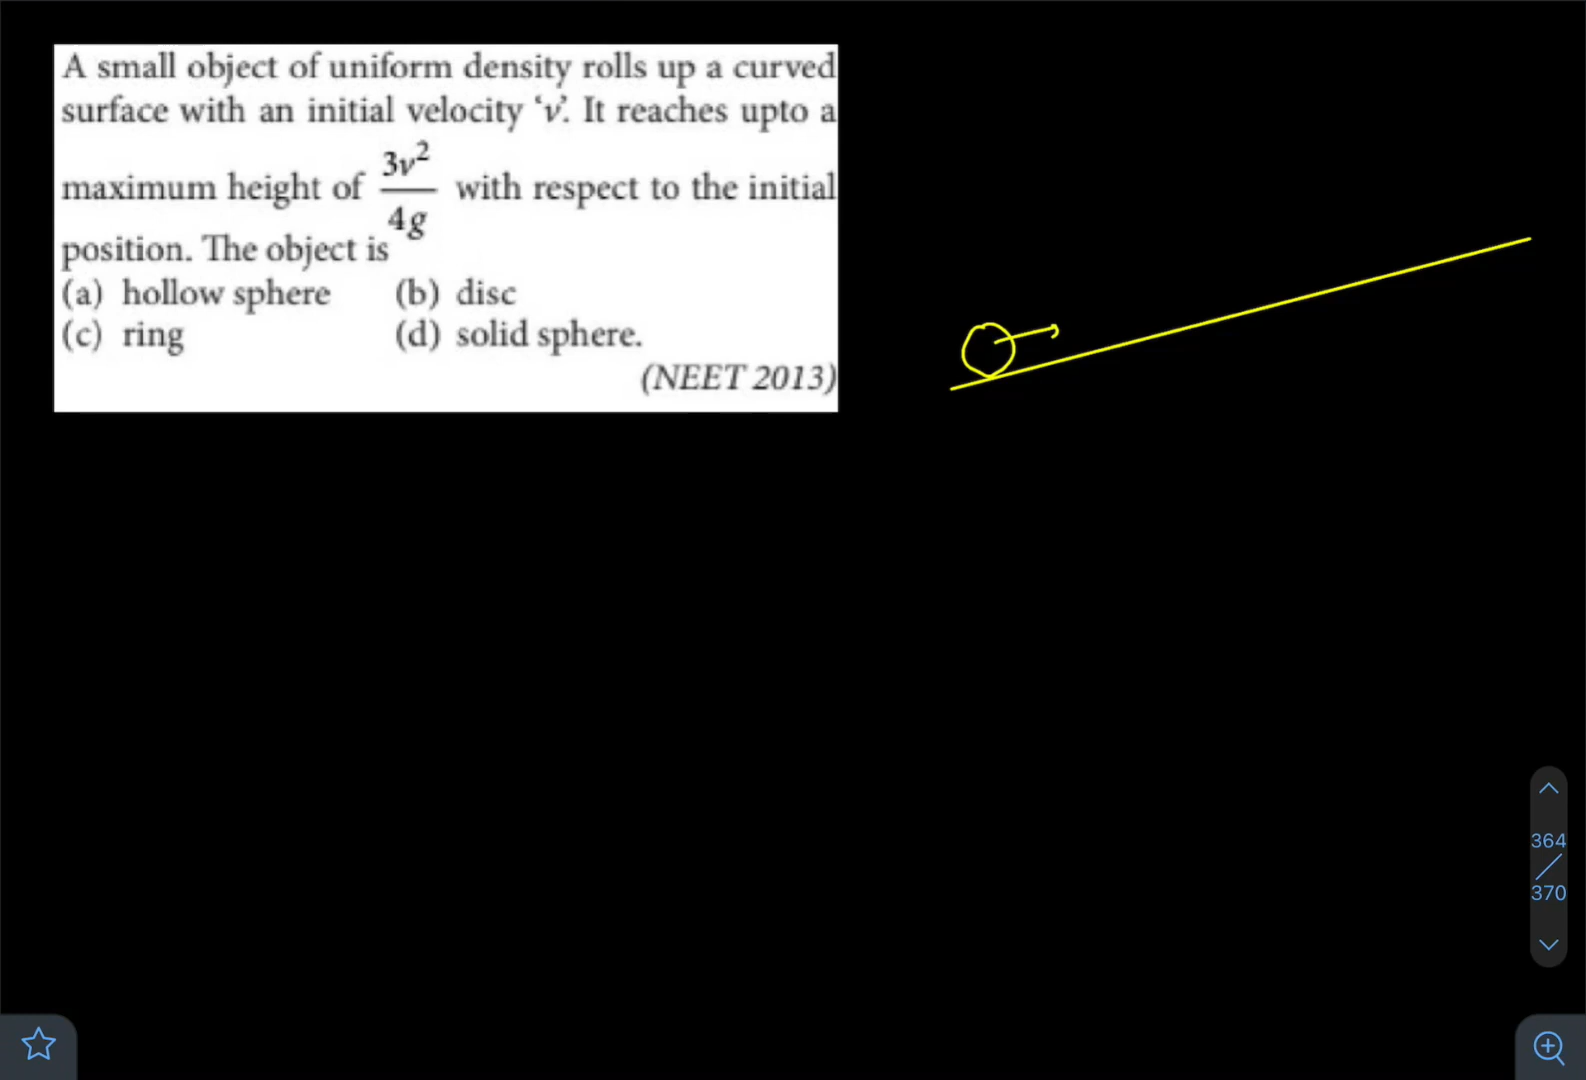 A small object of uniform density rolls up a curved
surface with an initial velocity ‘v’. It reaches upto a
maximum height of 3v²/4g with respect to the initial
position. The object is
(a) hollow sphere (b) disc
(c) ring (d) solid sphere.
(NEET 2013)
364
/
370